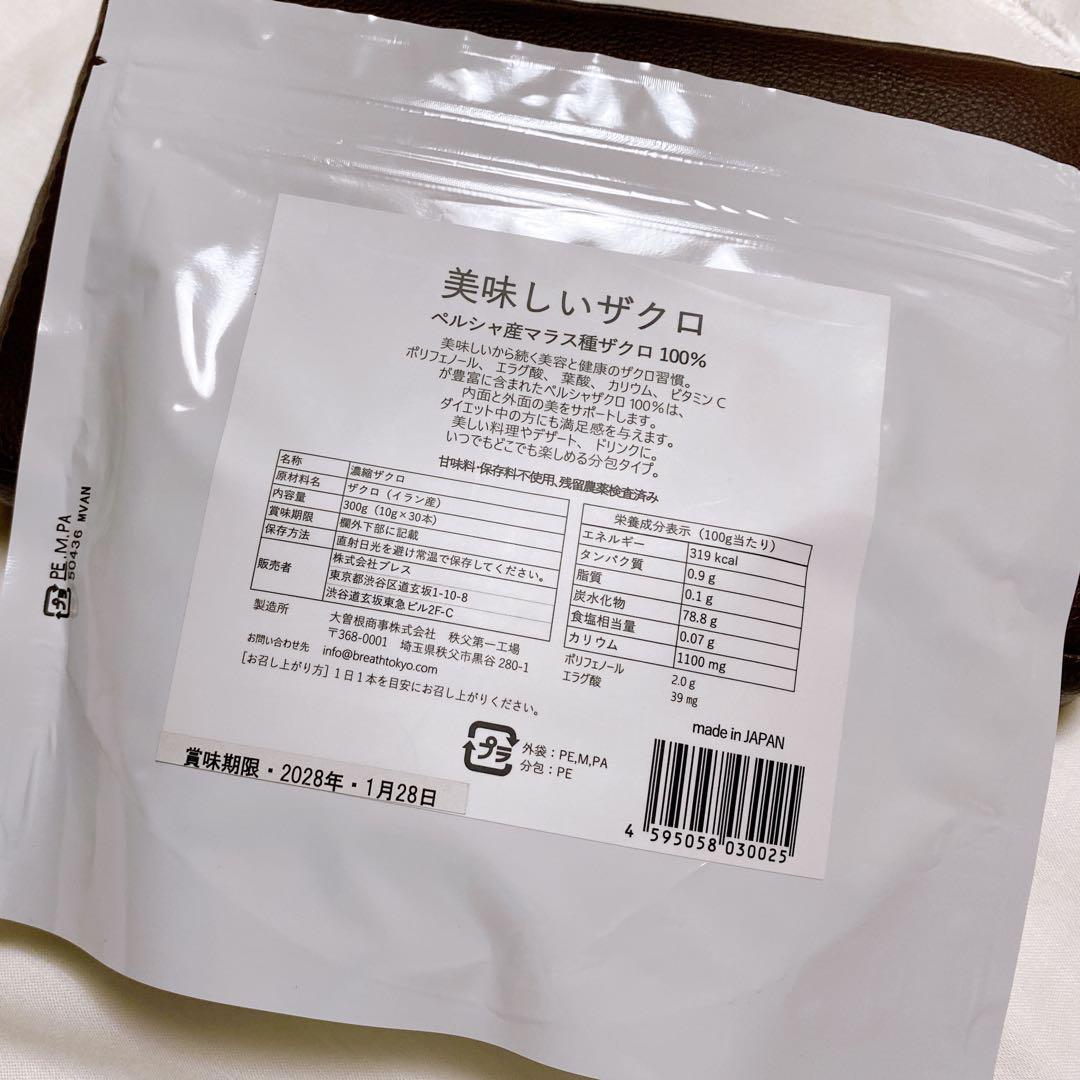 美味しいザクロ
ペルシャ産マラス種ザクロ 100%
美味しいから続く美容と健康のザクロ習慣。
ポリフェノール、エラグ酸、葉酸、カリウム、ビタミンC
が豊富に含まれたペルシャザクロ 100%は、
内面と外面の美をサポートします。
ダイエット中の方にも満足感を与えます。
美しい料理やデザート、ドリンクに。
いつでもどこでも楽しめる分包タイプ。
甘味料・保存料不使用、残留農薬検査済み
名称 濃縮ザクロ
原材料名 ザクロ（イラン産）
内容量 300g（10g×30本）
賞味期限 欄外下部に記載
保存方法 直射日光を避け常温で保存してください。
販売者 株式会社ブレス
東京都渋谷区道玄坂1-10-8
渋谷道玄坂東急ビル2F-C
製造所 大曽根商事株式会社 秩父第一工場
〒368-0001 埼玉県秩父市黒谷 280-1
お問い合わせ先 info@breathtokyo.com
[お召し上がり方] 1日1本を目安にお召し上がりください。
栄養成分表示（100g当たり）
エネルギー 319 kcal
タンパク質 0.9 g
脂質 0.1 g
炭水化物 78.8 g
食塩相当量 0.07 g
カリウム 1100 mg
ポリフェノール 2.0 g
エラグ酸 39 mg
made in JAPAN
プラ
外袋：PE,M,PA
分包：PE
4 595058 030025
賞味期限・2028年・1月28日
プラ
PE.M.PA
50436 MVAN